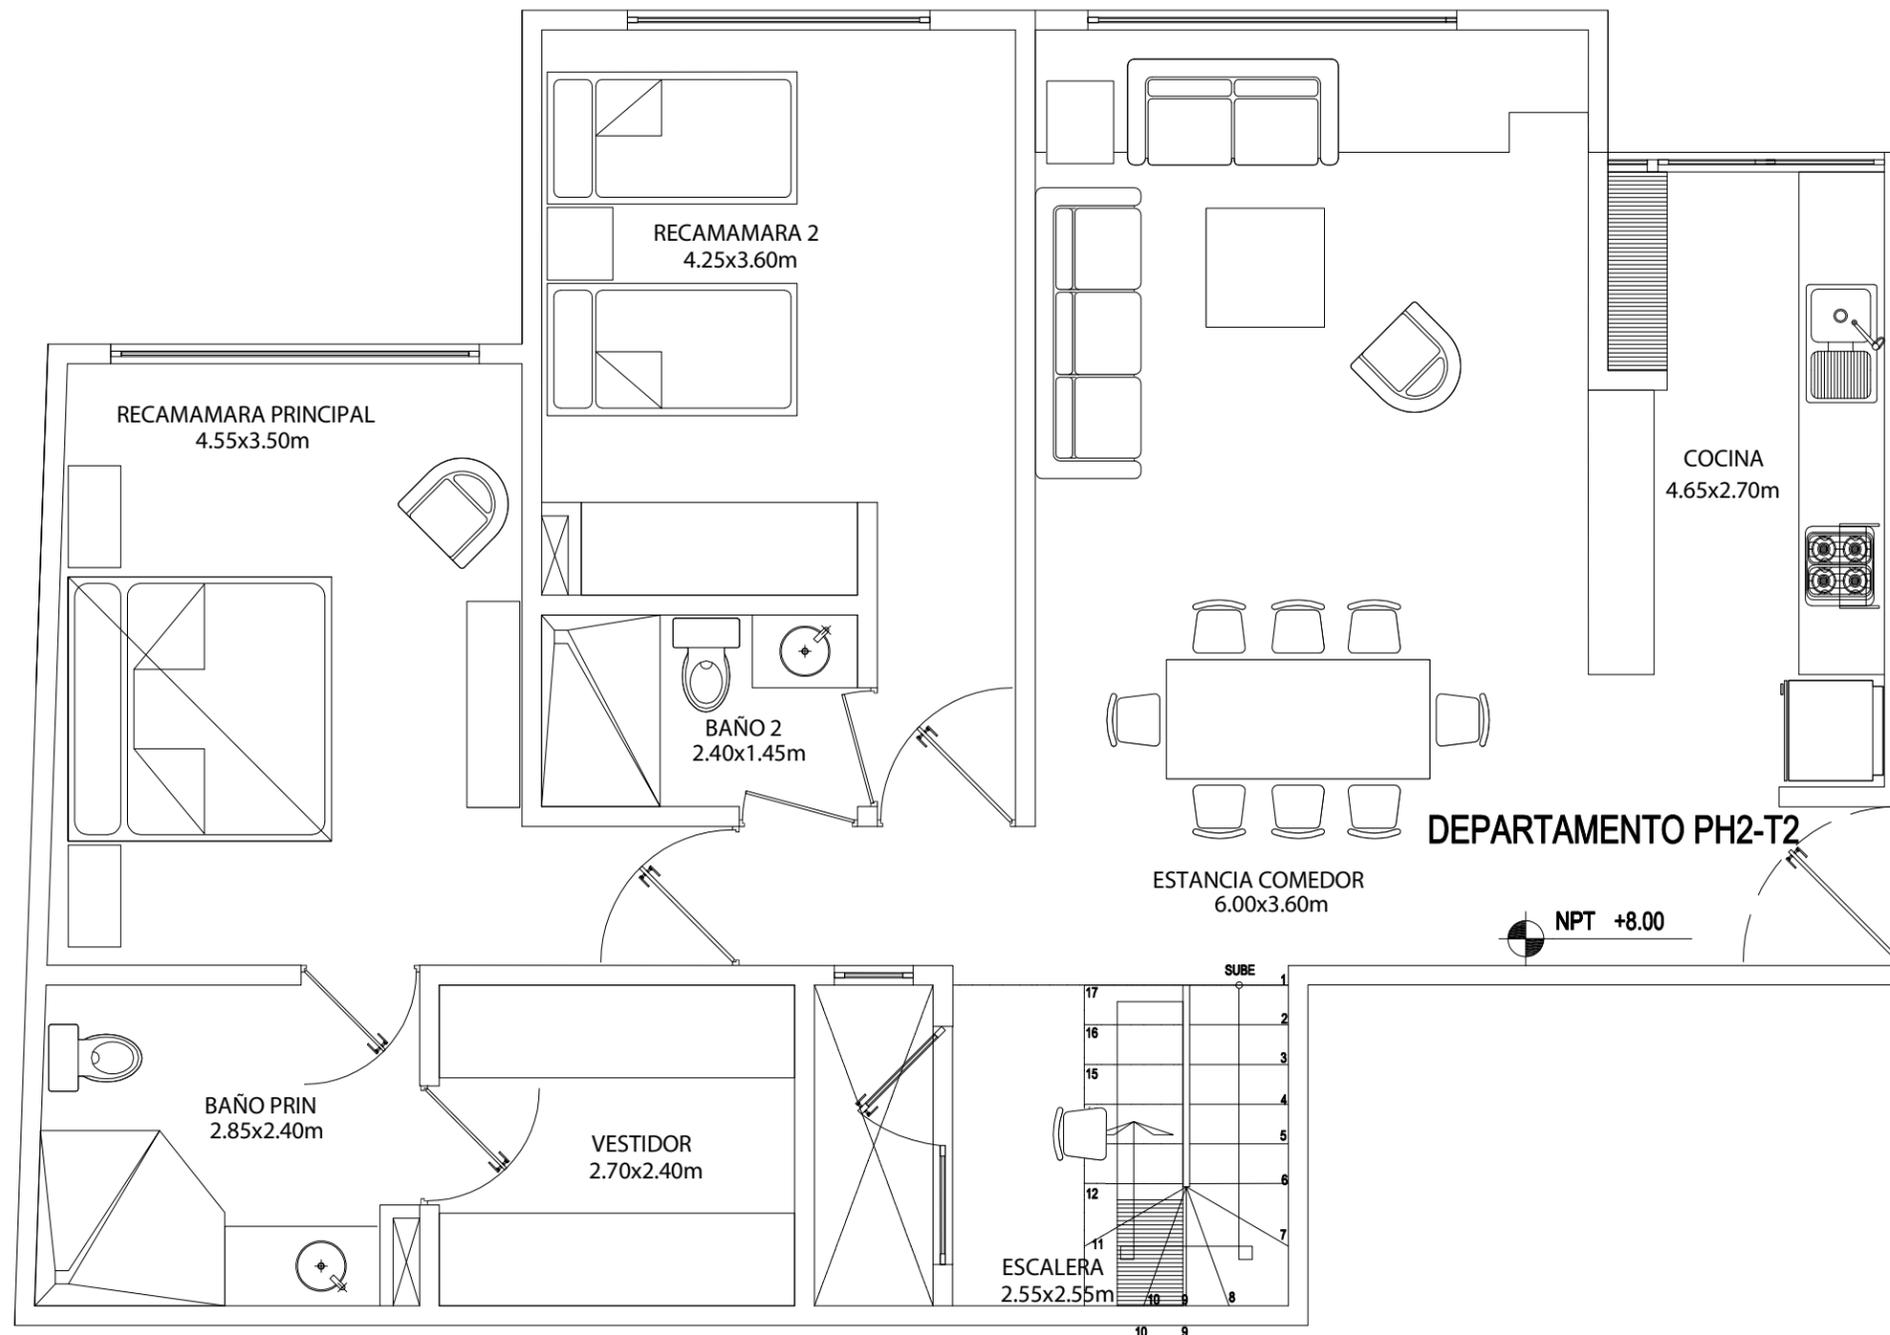 RECAMAMARA 2
4.25x3.60m
RECAMAMARA PRINCIPAL
4.55x3.50m
COCINA
4.65x2.70m
BAÑO 2
2.40x1.45m
DEPARTAMENTO PH2-T2
ESTANCIA COMEDOR
6.00x3.60m
NPT +8.00
SUBE
1
17
2
16
3
15
4
5
6
12
7
11
8
10
9
10
9
BAÑO PRIN
2.85x2.40m
VESTIDOR
2.70x2.40m
ESCALERA
2.55x2.55m